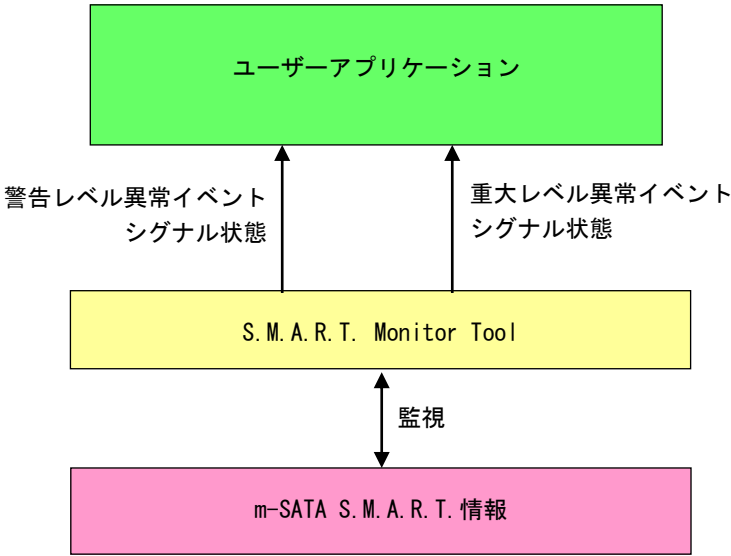 ユーザーアプリケーション
警告レベル異常イベント
シグナル状態
重大レベル異常イベント
シグナル状態
S.M.A.R.T. Monitor Tool
監視
m-SATA S.M.A.R.T.情報